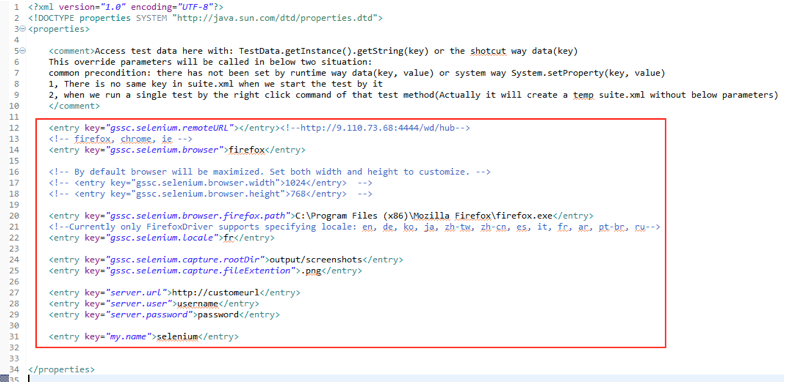 1 <?xml version="1.0" encoding="UTF-8"?>
2 <!DOCTYPE properties SYSTEM "http://java.sun.com/dtd/properties.dtd">
3 <properties>
4
5 <comment>Access test data here with: TestData.getInstance().getString(key) or the shotcut way data(key)
6 This override parameters will be called in below two situation:
7 common precondition: there has not been set by runtime way data(key, value) or system way System.setProperty(key, value)
8 1, There is no same key in suite.xml when we start the test by it
9 2, when we run a single test by the right click command of that test method(Actually it will create a temp suite.xml without below parameters)
10 </comment>
11
12 <entry key="gssc.selenium.remoteURL"></entry><!--http://9.110.73.68:4444/wd/hub-->
13 <!-- firefox, chrome, ie -->
14 <entry key="gssc.selenium.browser">firefox</entry>
15
16 <!-- By default browser will be maximized. Set both width and height to customize. -->
17 <!-- <entry key="gssc.selenium.browser.width">1024</entry>  -->
18 <!-- <entry key="gssc.selenium.browser.height">768</entry>  -->
19
20 <entry key="gssc.selenium.browser.firefox.path">C:\Program Files (x86)\Mozilla Firefox\firefox.exe</entry>
21 <!--Currently only FirefoxDriver supports specifying locale: en, de, ko, ja, zh-tw, zh-cn, es, it, fr, ar, pt-br, ru-->
22 <entry key="gssc.selenium.locale">fr</entry>
23
24 <entry key="gssc.selenium.capture.rootDir">output/screenshots</entry>
25 <entry key="gssc.selenium.capture.fileExtention">.png</entry>
26
27 <entry key="server.url">http://customeurl</entry>
28 <entry key="server.user">username</entry>
29 <entry key="server.password">password</entry>
30
31 <entry key="my.name">selenium</entry>
32
33
34 </properties>
35